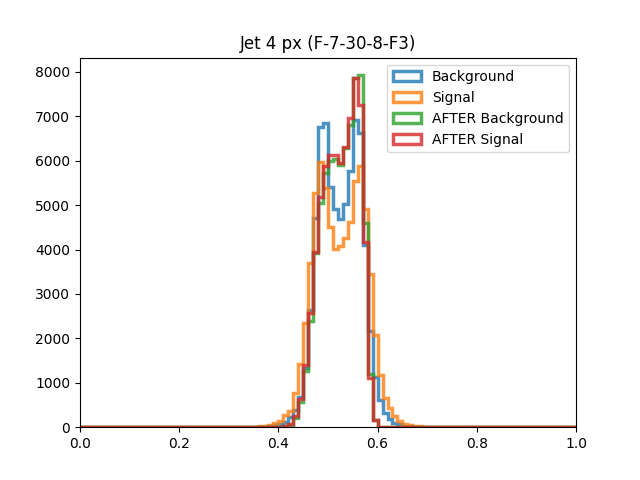 Jet 4 px (F-7-30-8-F3)
8000
7000
6000
5000
4000
3000
2000
1000
0
0.0 0.2 0.4 0.6 0.8 1.0
Background
Signal
AFTER Background
AFTER Signal